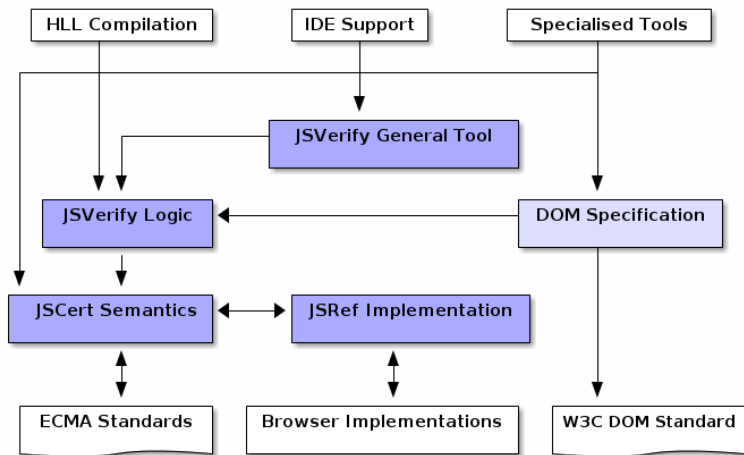 HLL Compilation
IDE Support
Specialised Tools
JSVerify General Tool
JSVerify Logic
DOM Specification
JSCert Semantics
JSRef Implementation
ECMA Standards
Browser Implementations
W3C DOM Standard